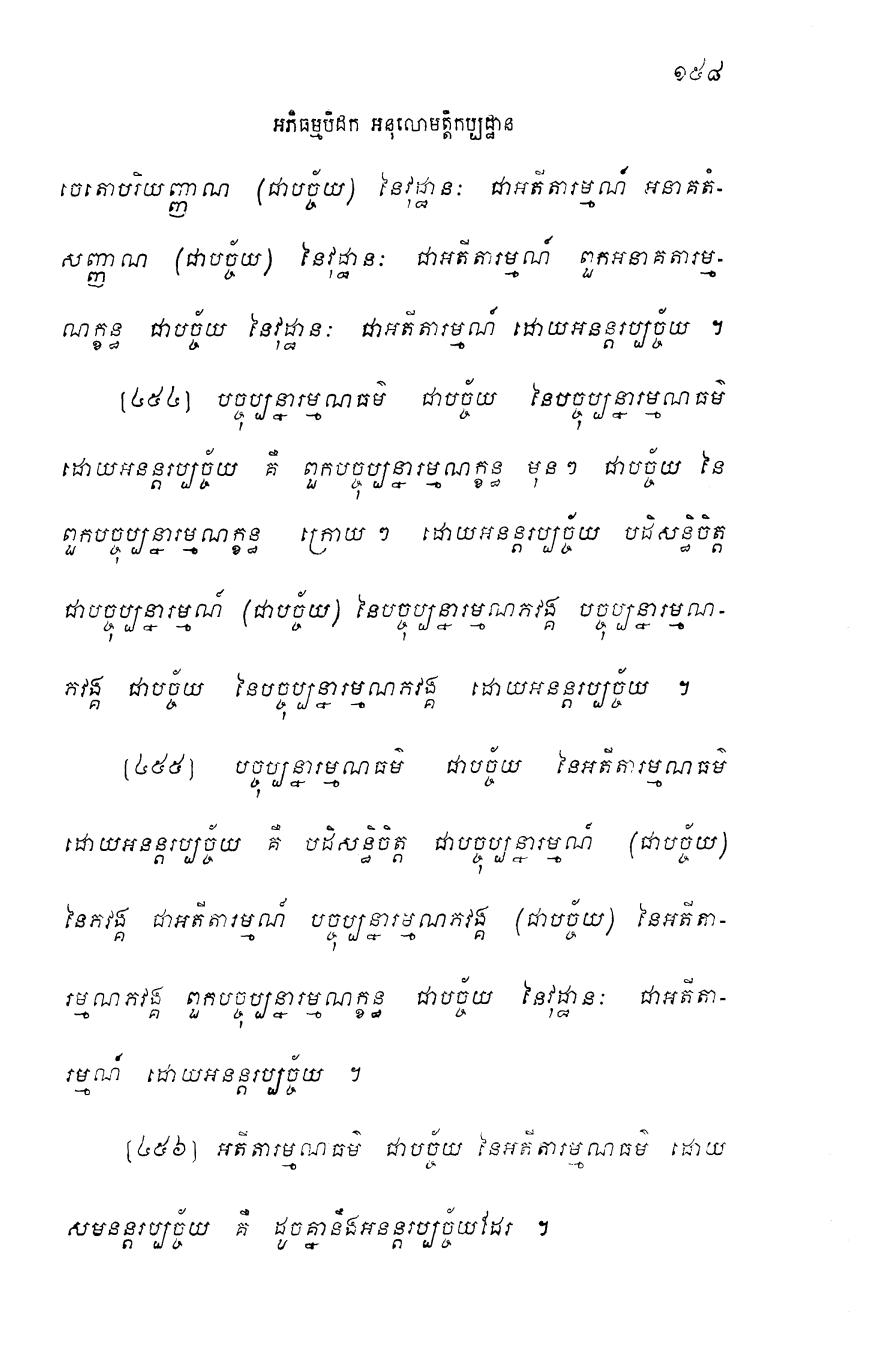 ១៥៨
អភិធម្មបិដក អនុលោមត្តិកប្បដ្ឋាន
ចេតោបរិយញ្ញាណ (ជាបច្ច័យ) នៃវុដ្ឋានៈ ជាអតីតារម្មណ៍ អនាគតំ-
សញ្ញាណ (ជាបច្ច័យ) នៃវុដ្ឋានៈ ជាអតីតារម្មណ៍ ពួកអនាគតារម្ម-
ណក្ខន្ធ ជាបច្ច័យ នៃវុដ្ឋានៈ ជាអតីតារម្មណ៍ ដោយអនន្តរប្បច្ច័យ ។
[៤៥៤] បច្ចុប្បន្នារម្មណធម៌ ជាបច្ច័យ នៃបច្ចុប្បន្នារម្មណធម៌
ដោយអនន្តរប្បច្ច័យ គឺ ពួកបច្ចុប្បន្នារម្មណក្ខន្ធ មុនៗ ជាបច្ច័យ នៃ
ពួកបច្ចុប្បន្នារម្មណក្ខន្ធ ក្រោយៗ ដោយអនន្តរប្បច្ច័យ បដិសន្ធិចិត្ត
ជាបច្ចុប្បន្នារម្មណ៍ (ជាបច្ច័យ) នៃបច្ចុប្បន្នារម្មណភវង្គ បច្ចុប្បន្នារម្មណ-
ភវង្គ ជាបច្ច័យ នៃបច្ចុប្បន្នារម្មណភវង្គ ដោយអនន្តរប្បច្ច័យ ។
[៤៥៥] បច្ចុប្បន្នារម្មណធម៌ ជាបច្ច័យ នៃអតីតារម្មណធម៌
ដោយអនន្តរប្បច្ច័យ គឺ បដិសន្ធិចិត្ត ជាបច្ចុប្បន្នារម្មណ៍ (ជាបច្ច័យ)
នៃភវង្គ ជាអតីតារម្មណ៍ បច្ចុប្បន្នារម្មណភវង្គ (ជាបច្ច័យ) នៃអតីតា-
រម្មណភវង្គ ពួកបច្ចុប្បន្នារម្មណក្ខន្ធ ជាបច្ច័យ នៃវុដ្ឋានៈ ជាអតីតា-
រម្មណ៍ ដោយអនន្តរប្បច្ច័យ ។
[៤៥៦] អតីតារម្មណធម៌ ជាបច្ច័យ នៃអតីតារម្មណធម៌ ដោយ
សមនន្តរប្បច្ច័យ គឺ ដូចគ្នានឹងអនន្តរប្បច្ច័យដែរ ។